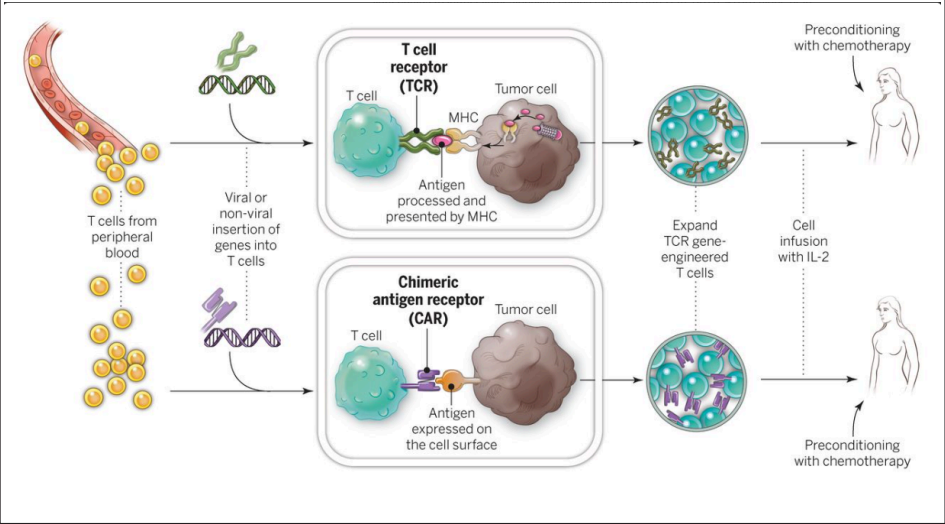 Preconditioning
with chemotherapy
T cell
receptor
(TCR)
T cell
MHC
Tumor cell
Antigen
processed and
presented by MHC
T cells from
peripheral
blood
Viral or
non-viral
insertion of
genes into
T cells
Expand
TCR gene-
engineered
T cells
Cell
infusion
with IL-2
Chimeric
antigen receptor
(CAR)
T cell
Tumor cell
Antigen
expressed on
the cell surface
Preconditioning
with chemotherapy